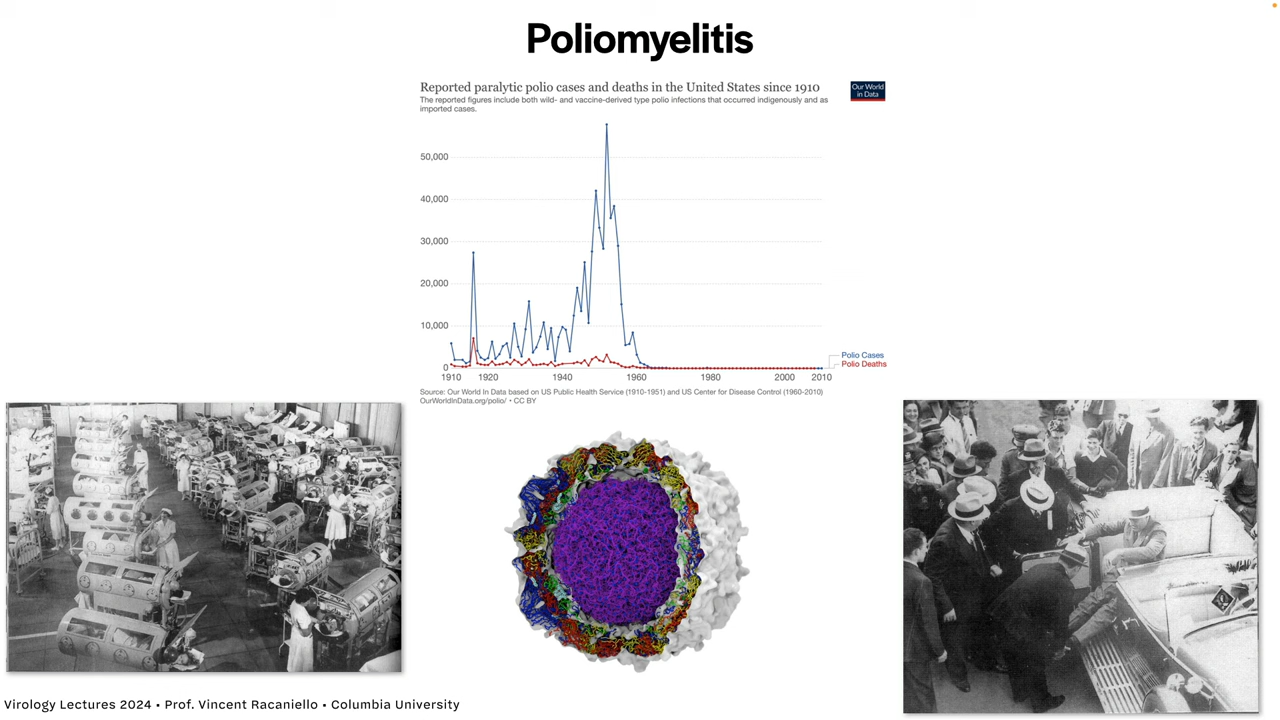 Poliomyelitis
Reported paralytic polio cases and deaths in the United States since 1910
The reported figures include both wild- and vaccine-derived type polio infections that occurred indigenously and as
imported cases.
Our World
in Data
50,000
40,000
30,000
20,000
10,000
0
1910 1920 1940 1960 1980 2000 2010
Polio Cases
Polio Deaths
Source: Our World In Data based on US Public Health Service (1910-1951) and US Center for Disease Control (1960-2010)
OurWorldInData.org/polio/ • CC BY
Virology Lectures 2024 • Prof. Vincent Racaniello • Columbia University